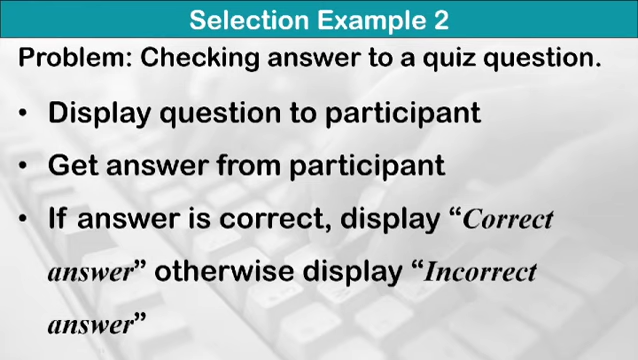 Selection Example 2
Problem: Checking answer to a quiz question.
• Display question to participant
• Get answer from participant
• If answer is correct, display “Correct
answer” otherwise display “Incorrect
answer”